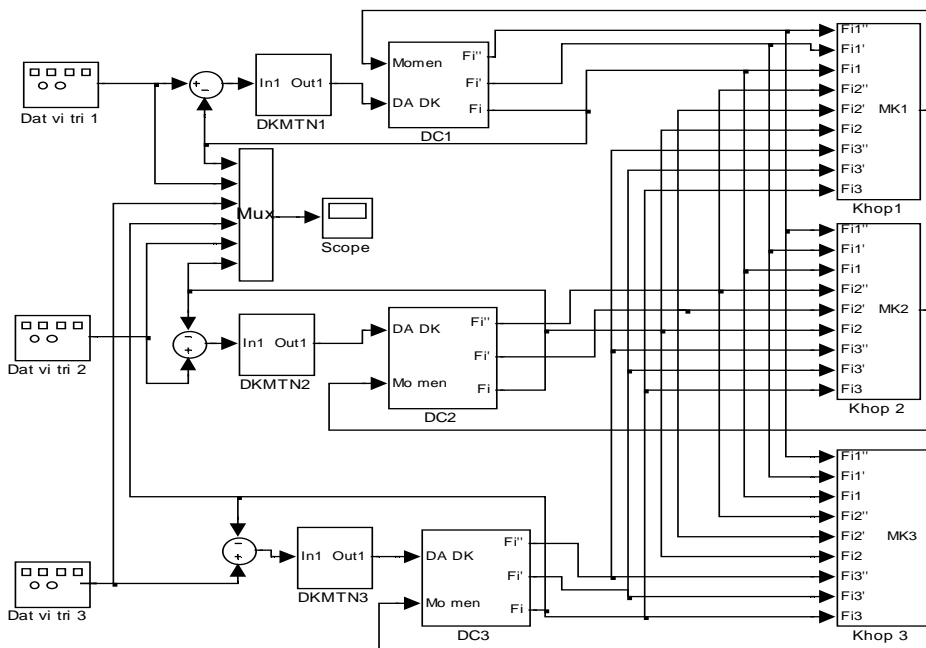 Dat vi tri 1
In1 Out1
DKMTN1
Momen
DA DK
Fi''
Fi'
Fi
DC1
Fi1''
Fi1'
Fi1
Fi2''
Fi2'
Fi2
Fi3''
Fi3'
Fi3
MK1
Khop1
Mux
Scope
Dat vi tri 2
In1 Out1
DKMTN2
DA DK
Mo men
Fi''
Fi'
Fi
DC2
Fi1''
Fi1'
Fi1
Fi2''
Fi2'
Fi2
Fi3''
Fi3'
Fi3
MK2
Khop 2
Dat vi tri 3
In1 Out1
DKMTN3
DA DK
Mo men
Fi''
Fi'
Fi
DC3
Fi1''
Fi1'
Fi1
Fi2''
Fi2'
Fi2
Fi3''
Fi3'
Fi3
MK3
Khop 3